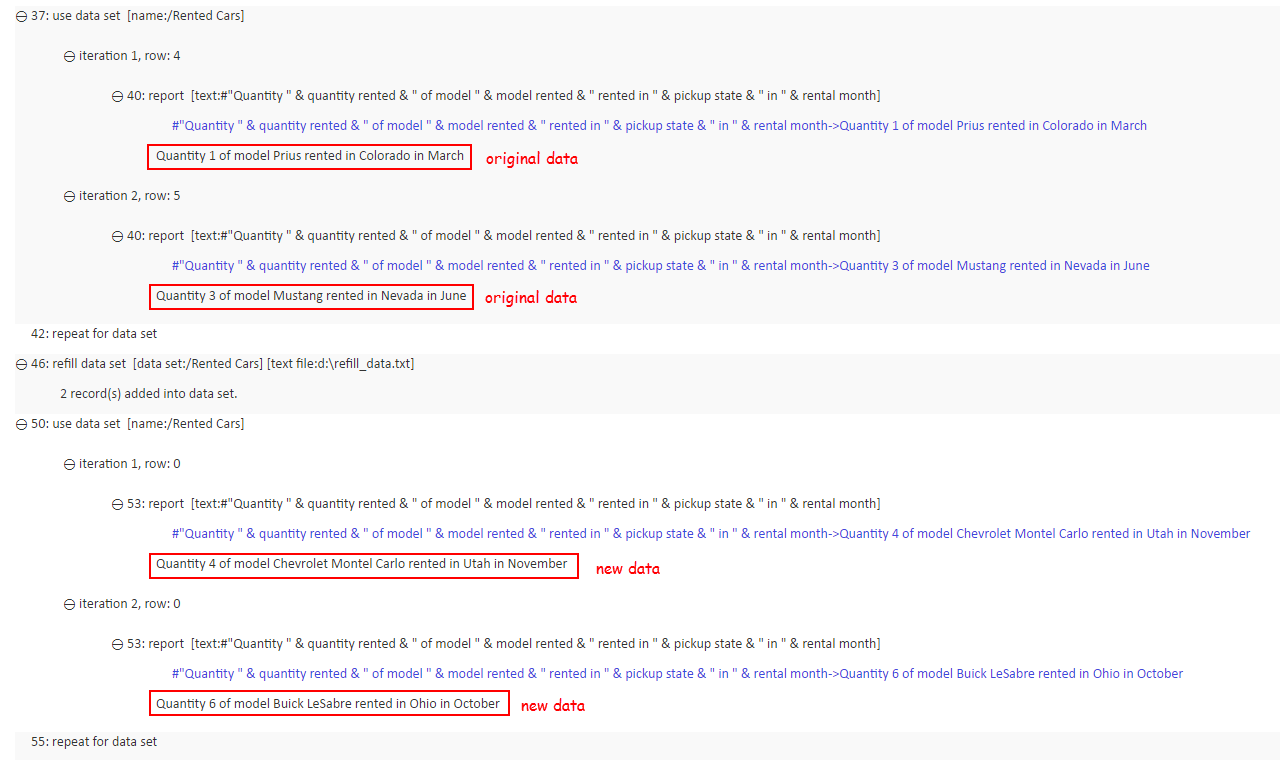 37: use data set [name:/Rented Cars]
iteration 1, row: 4
40: report [text:#"Quantity " & quantity rented & " of model " & model rented & " rented in " & pickup state & " in " & rental month]
#"Quantity " & quantity rented & " of model " & model rented & " rented in " & pickup state & " in " & rental month->Quantity 1 of model Prius rented in Colorado in March
Quantity 1 of model Prius rented in Colorado in March original data
iteration 2, row: 5
40: report [text:#"Quantity " & quantity rented & " of model " & model rented & " rented in " & pickup state & " in " & rental month]
#"Quantity " & quantity rented & " of model " & model rented & " rented in " & pickup state & " in " & rental month->Quantity 3 of model Mustang rented in Nevada in June
Quantity 3 of model Mustang rented in Nevada in June original data
42: repeat for data set
46: refill data set [data set:/Rented Cars] [text file:d:\refill_data.txt]
2 record(s) added into data set.
50: use data set [name:/Rented Cars]
iteration 1, row: 0
53: report [text:#"Quantity " & quantity rented & " of model " & model rented & " rented in " & pickup state & " in " & rental month]
#"Quantity " & quantity rented & " of model " & model rented & " rented in " & pickup state & " in " & rental month->Quantity 4 of model Chevrolet Montel Carlo rented in Utah in November
Quantity 4 of model Chevrolet Montel Carlo rented in Utah in November new data
iteration 2, row: 0
53: report [text:#"Quantity " & quantity rented & " of model " & model rented & " rented in " & pickup state & " in " & rental month]
#"Quantity " & quantity rented & " of model " & model rented & " rented in " & pickup state & " in " & rental month->Quantity 6 of model Buick LeSabre rented in Ohio in October
Quantity 6 of model Buick LeSabre rented in Ohio in October new data
55: repeat for data set